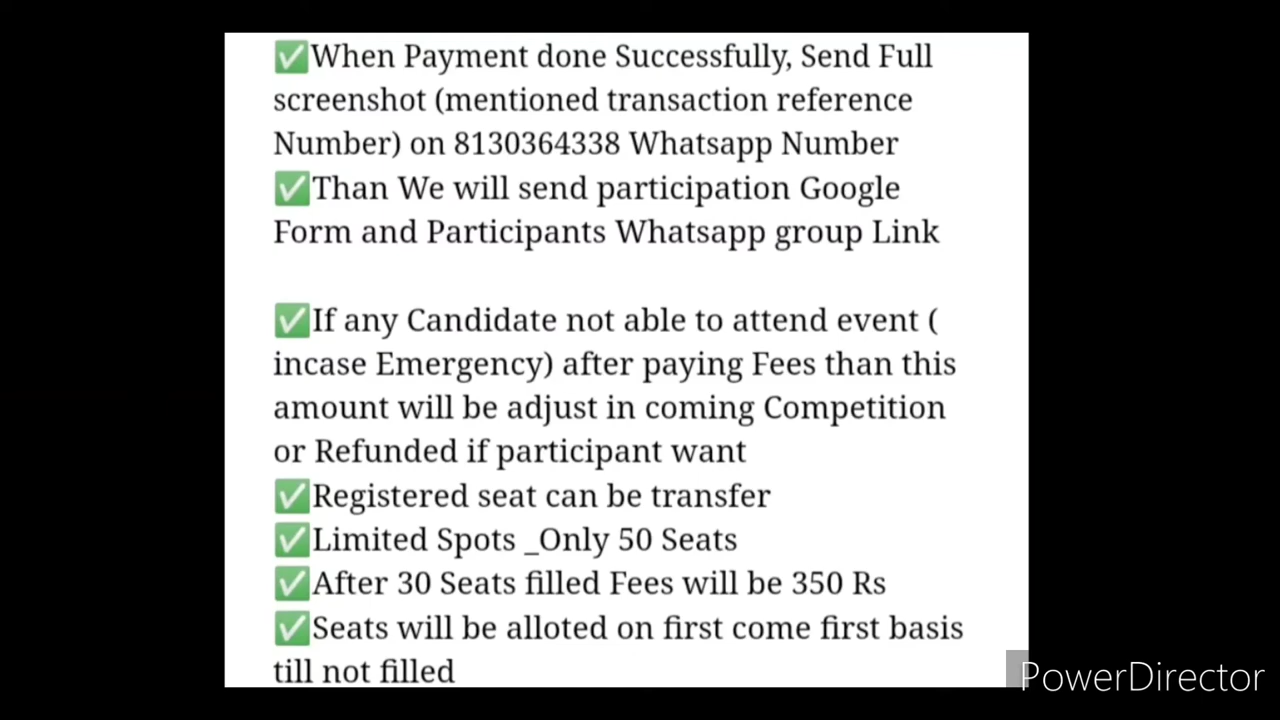 ✅When Payment done Successfully, Send Full
screenshot (mentioned transaction reference
Number) on 8130364338 Whatsapp Number
✅Than We will send participation Google
Form and Participants Whatsapp group Link
✅If any Candidate not able to attend event (
incase Emergency) after paying Fees than this
amount will be adjust in coming Competition
or Refunded if participant want
✅Registered seat can be transfer
✅Limited Spots _Only 50 Seats
✅After 30 Seats filled Fees will be 350 Rs
✅Seats will be alloted on first come first basis
till not filled
PowerDirector